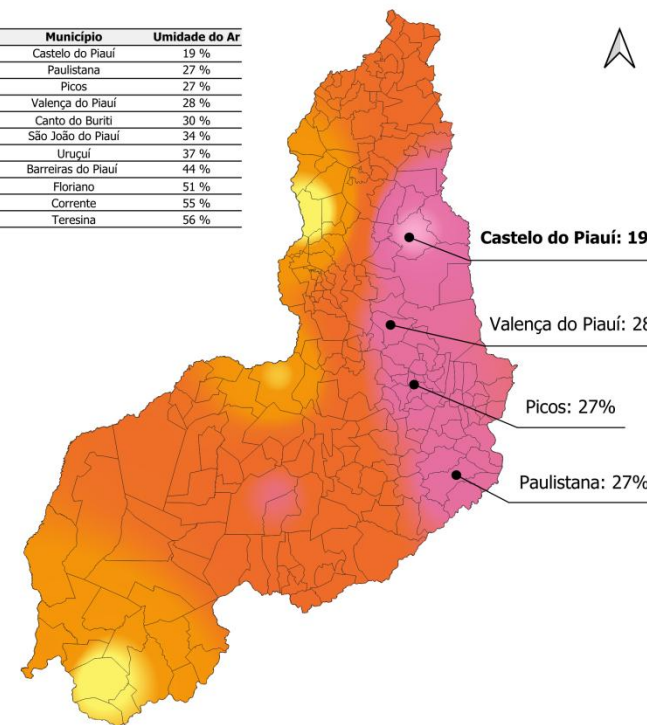 Município Umidade do Ar
Castelo do Piauí 19 %
Paulistana 27 %
Picos 27 %
Valença do Piauí 28 %
Canto do Buriti 30 %
São João do Piauí 34 %
Uruçuí 37 %
Barreiras do Piauí 44 %
Floriano 51 %
Corrente 55 %
Teresina 56 %
Castelo do Piauí: 19
Valença do Piauí: 28
Picos: 27%
Paulistana: 27%